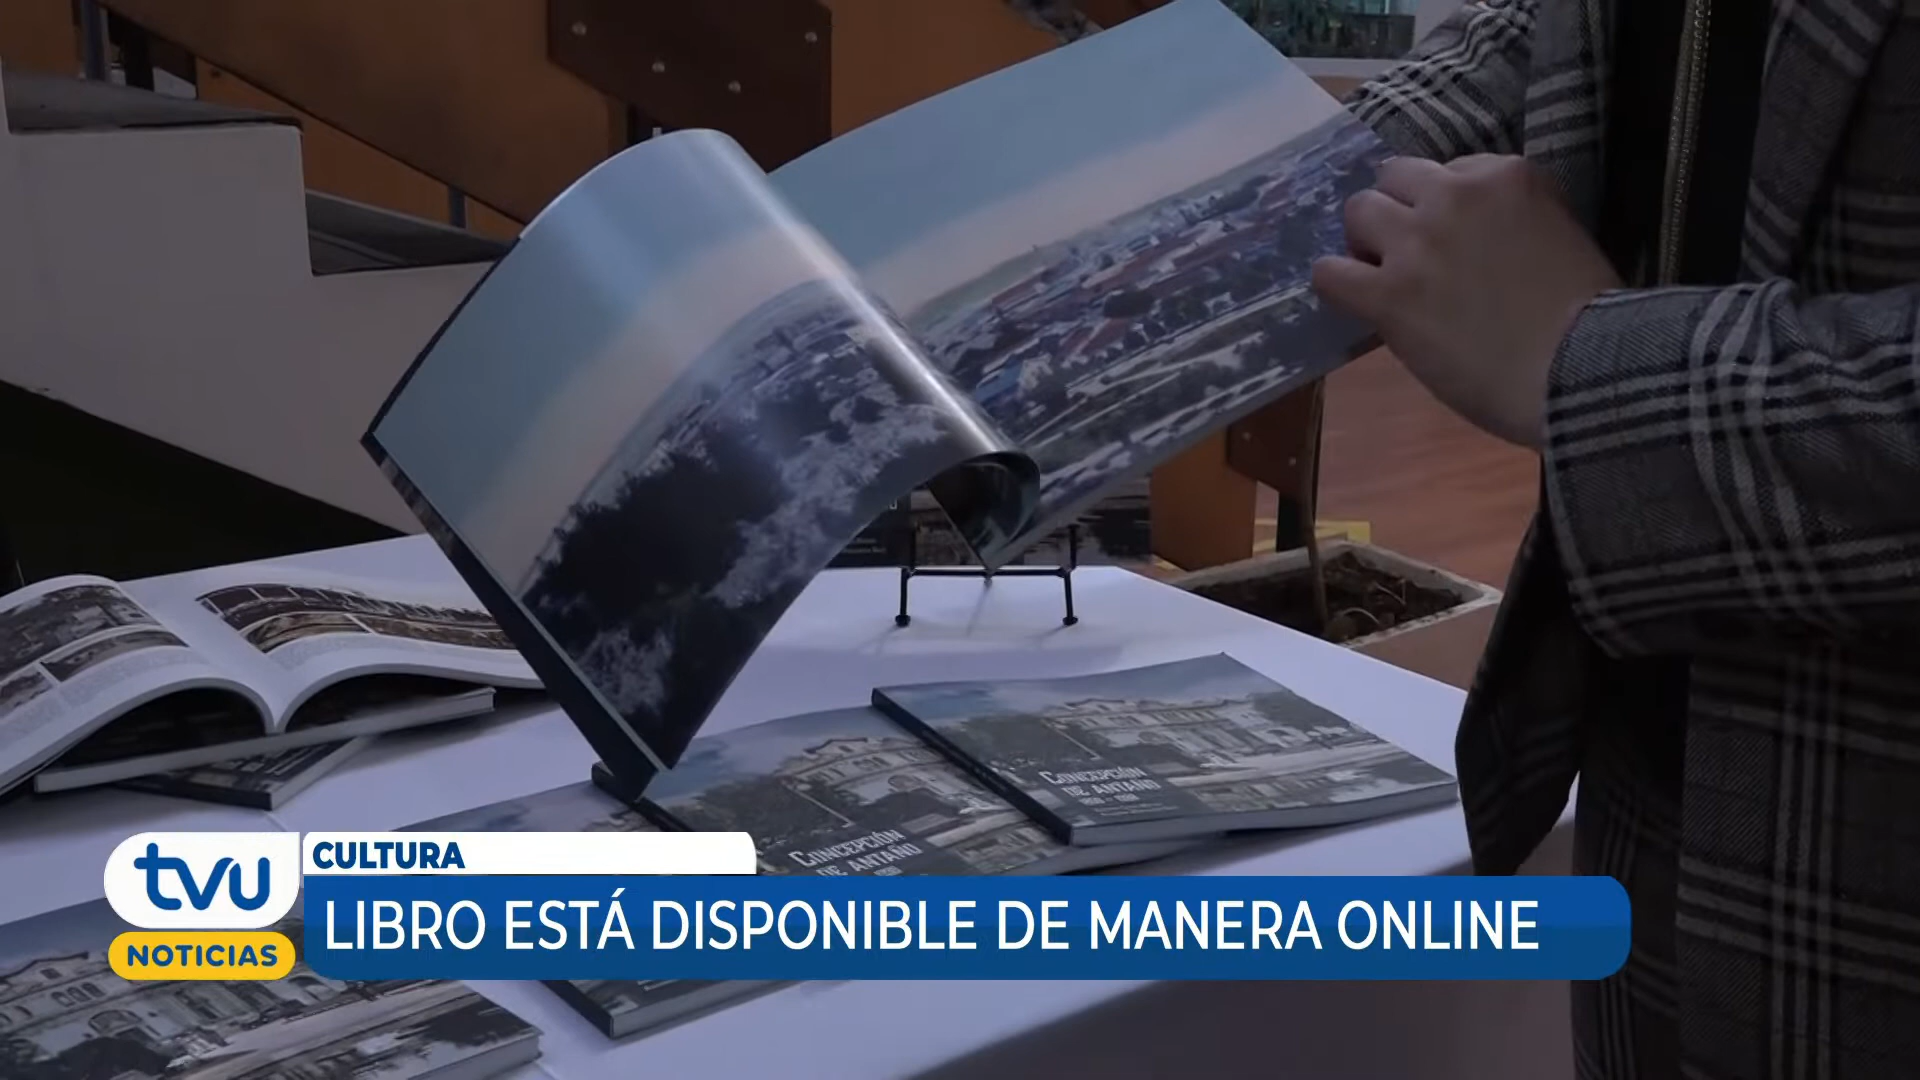 CONCEPCIÓN
DE ANTAÑO
CONCEPCIÓN
DE ANTAÑO
tvu
NOTICIAS
CULTURA
LIBRO ESTÁ DISPONIBLE DE MANERA ONLINE